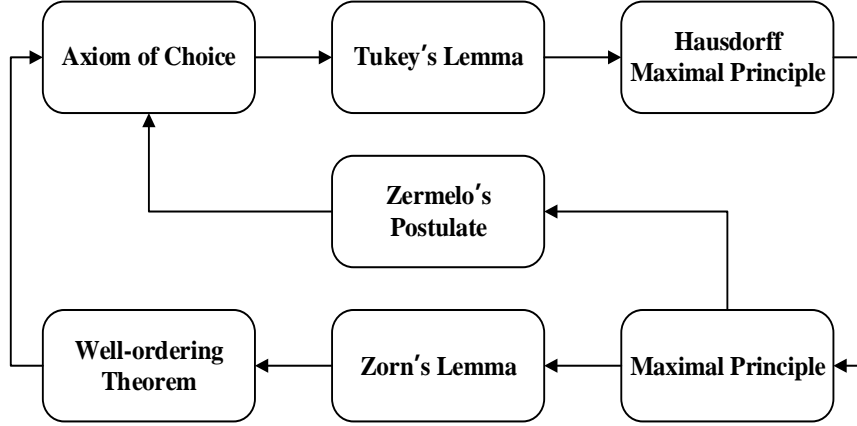 Axiom of Choice
Tukey's Lemma
Hausdorff
Maximal Principle
Zermelo's
Postulate
Well-ordering
Theorem
Zorn's Lemma
Maximal Principle